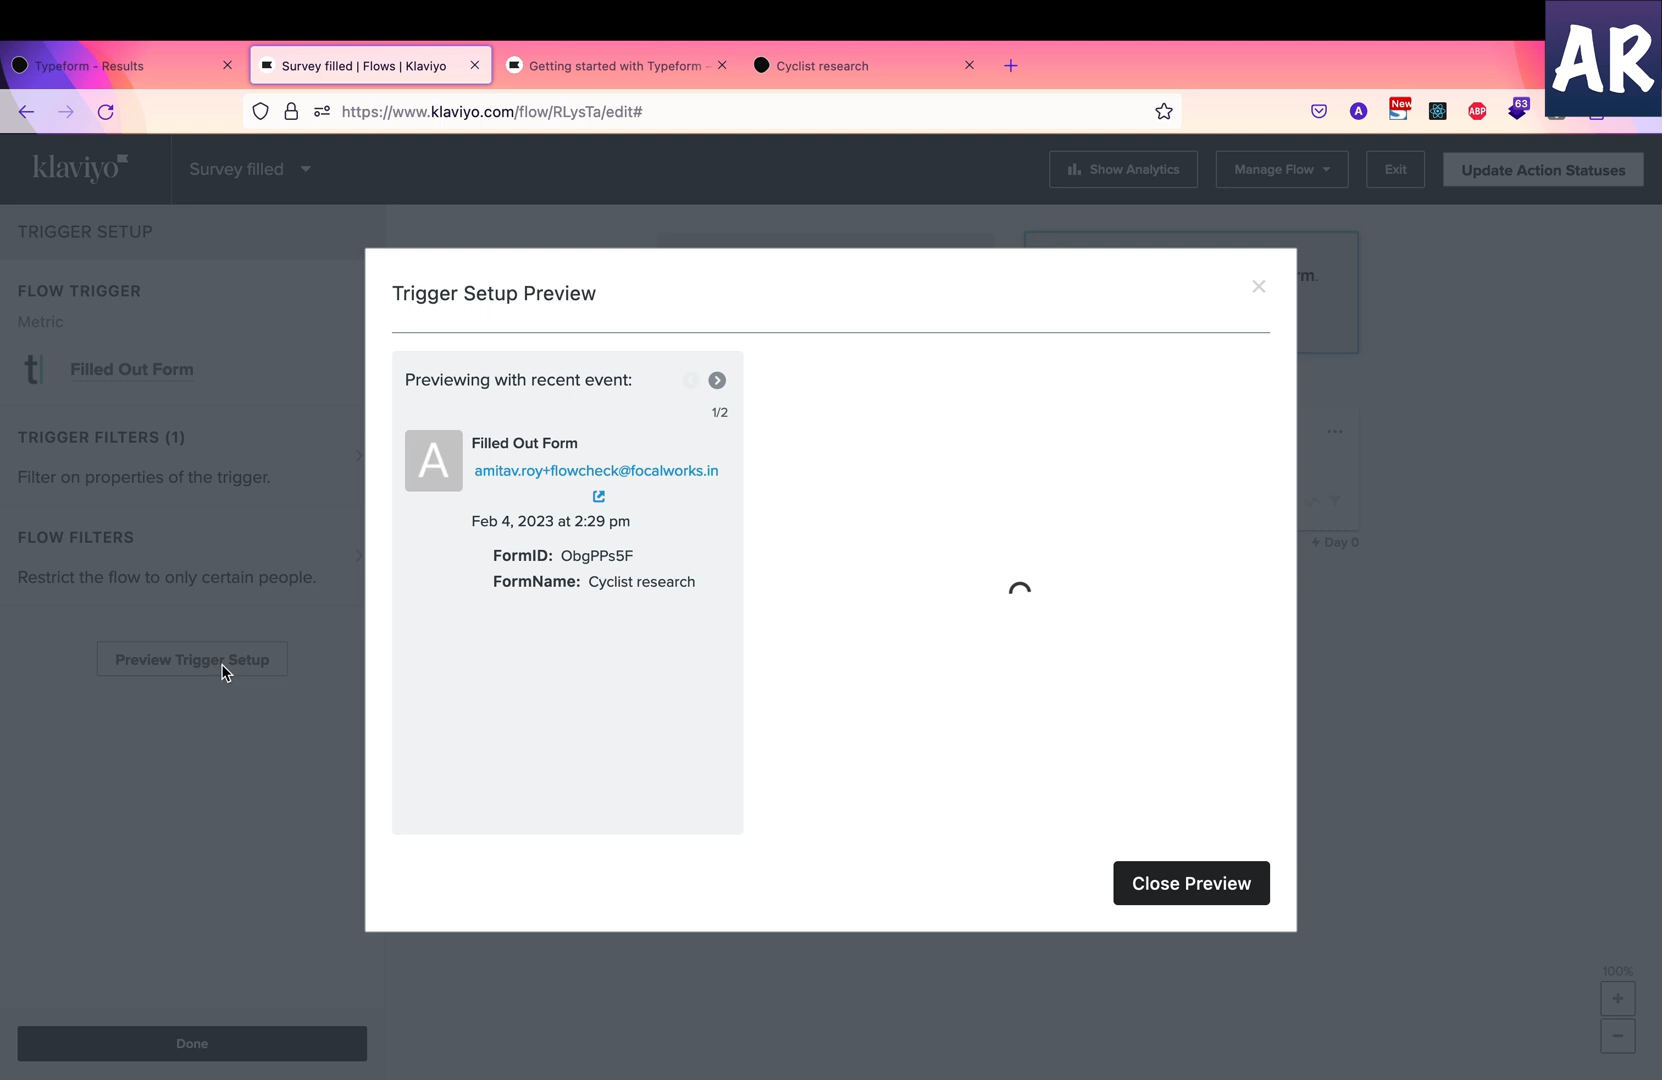 AR
Typeform - Results
Survey filled | Flows | Klaviyo
Getting started with Typeform -
Cyclist research
https://www.klaviyo.com/flow/RLysTa/edit#
A
New
ABP
63
klaviyo
Survey filled
Show Analytics
Manage Flow
Exit
Update Action Statuses
TRIGGER SETUP
FLOW TRIGGER
Metric
t
Filled Out Form
TRIGGER FILTERS (1)
Filter on properties of the trigger.
FLOW FILTERS
Restrict the flow to only certain people.
Preview Trigger Setup
Done
Trigger Setup Preview
Previewing with recent event:
1/2
A
Filled Out Form
amitav.roy+flowcheck@focalworks.in
Feb 4, 2023 at 2:29 pm
FormID: ObgPPs5F
FormName: Cyclist research
Close Preview
rm.
Day 0
100%